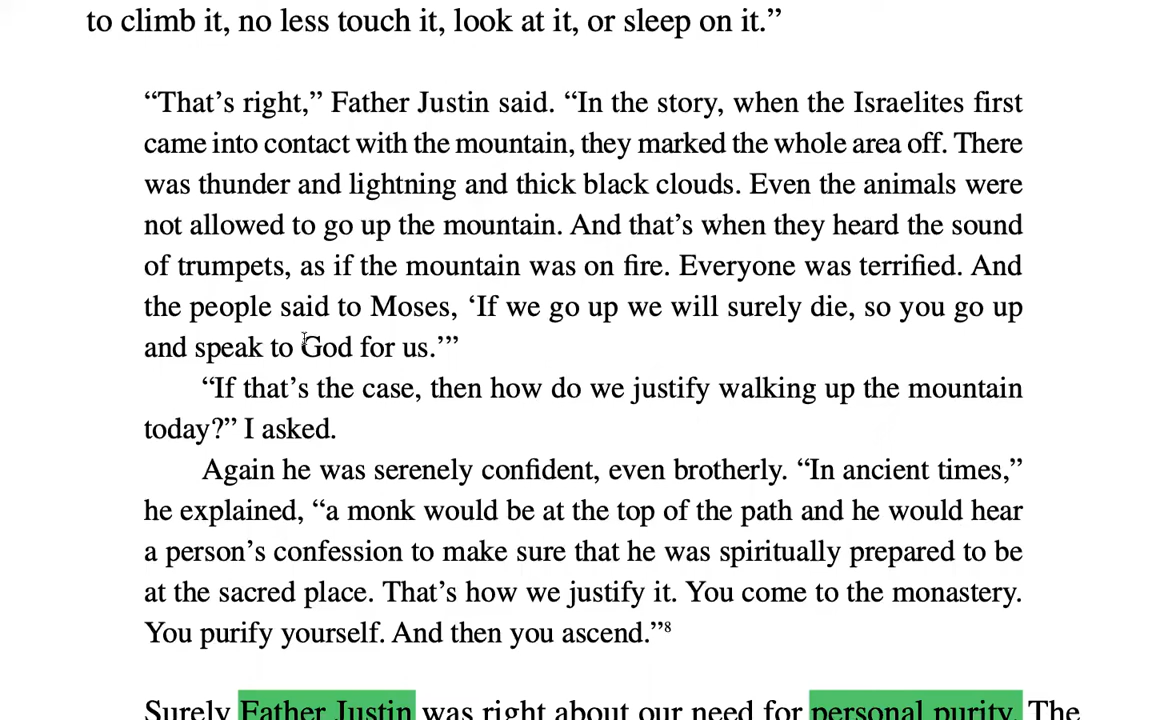 to climb it, no less touch it, look at it, or sleep on it.”
“That’s right,” Father Justin said. “In the story, when the Israelites first
came into contact with the mountain, they marked the whole area off. There
was thunder and lightning and thick black clouds. Even the animals were
not allowed to go up the mountain. And that’s when they heard the sound
of trumpets, as if the mountain was on fire. Everyone was terrified. And
the people said to Moses, ‘If we go up we will surely die, so you go up
and speak to God for us.’”
“If that’s the case, then how do we justify walking up the mountain
today?” I asked.
Again he was serenely confident, even brotherly. “In ancient times,”
he explained, “a monk would be at the top of the path and he would hear
a person’s confession to make sure that he was spiritually prepared to be
at the sacred place. That’s how we justify it. You come to the monastery.
You purify yourself. And then you ascend.”⁸
Surely Father Justin was right about our need for personal purity. The